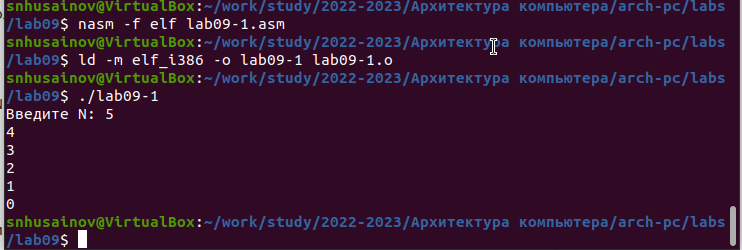 snhusainov@VirtualBox:~/work/study/2022-2023/Архитектура компьютера/arch-pc/labs
/lab09$ nasm -f elf lab09-1.asm
snhusainov@VirtualBox:~/work/study/2022-2023/Архитектура компьютера/arch-pc/labs
/lab09$ ld -m elf_i386 -o lab09-1 lab09-1.o
snhusainov@VirtualBox:~/work/study/2022-2023/Архитектура компьютера/arch-pc/labs
/lab09$ ./lab09-1
Введите N: 5
4
3
2
1
0
snhusainov@VirtualBox:~/work/study/2022-2023/Архитектура компьютера/arch-pc/labs
/lab09$